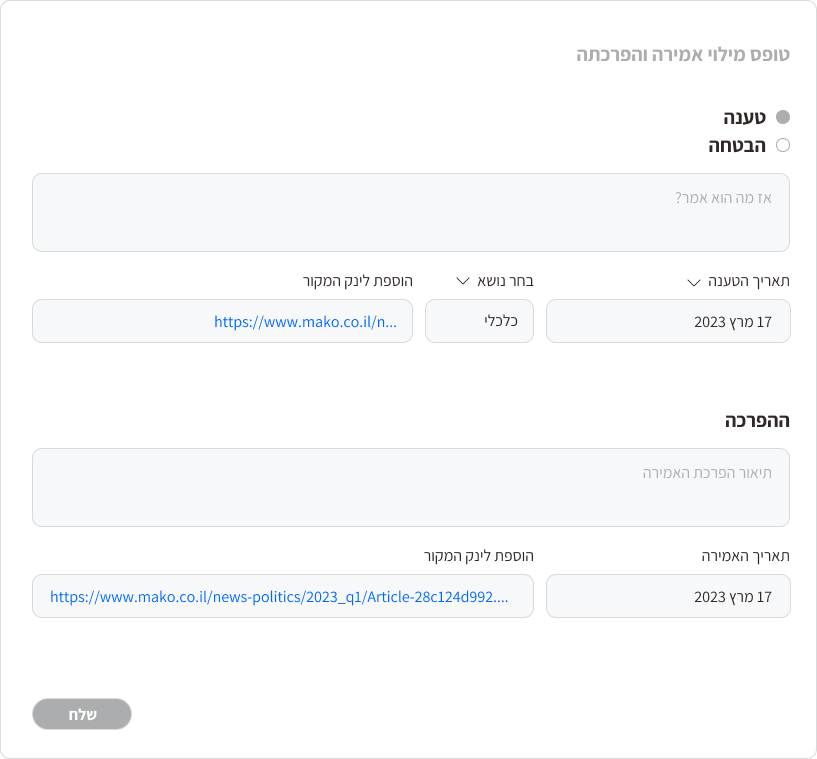 טופס מילוי אמירה והפרכתה
טענה
הבטחה
אז מה הוא אמר?
תאריך הטענה
בחר נושא
הוספת לינק המקור
17 מרץ 2023
כלכלי
https://www.mako.co.il/n...
ההפרכה
תיאור הפרכת האמירה
תאריך האמירה
הוספת לינק המקור
17 מרץ 2023
https://www.mako.co.il/news-politics/2023_q1/Article-28c124d992....
שלח